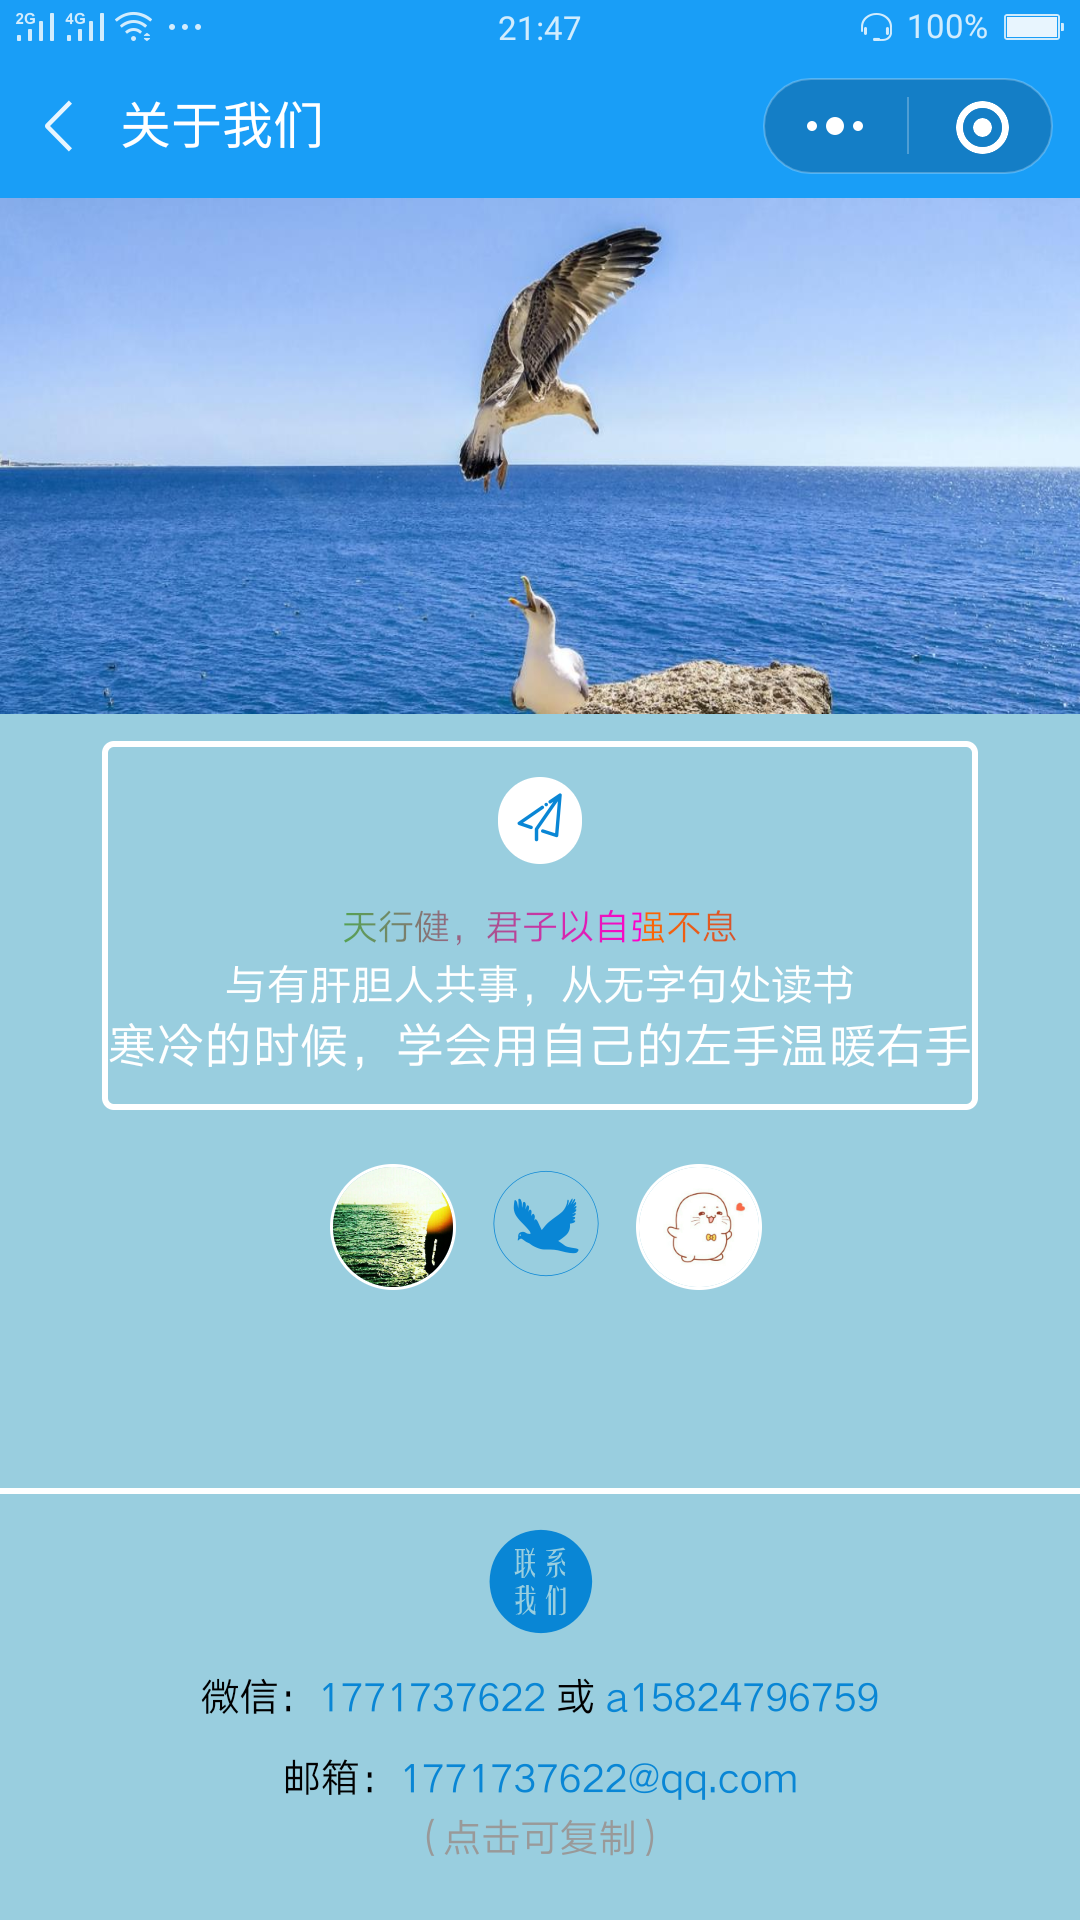 2G 4G 21:47 100%
关于我们
天行健，君子以自强不息
与有肝胆人共事，从无字句处读书
寒冷的时候，学会用自己的左手温暖右手
联系
我们
微信：1771737622 或 a15824796759
邮箱：1771737622@qq.com
（点击可复制）